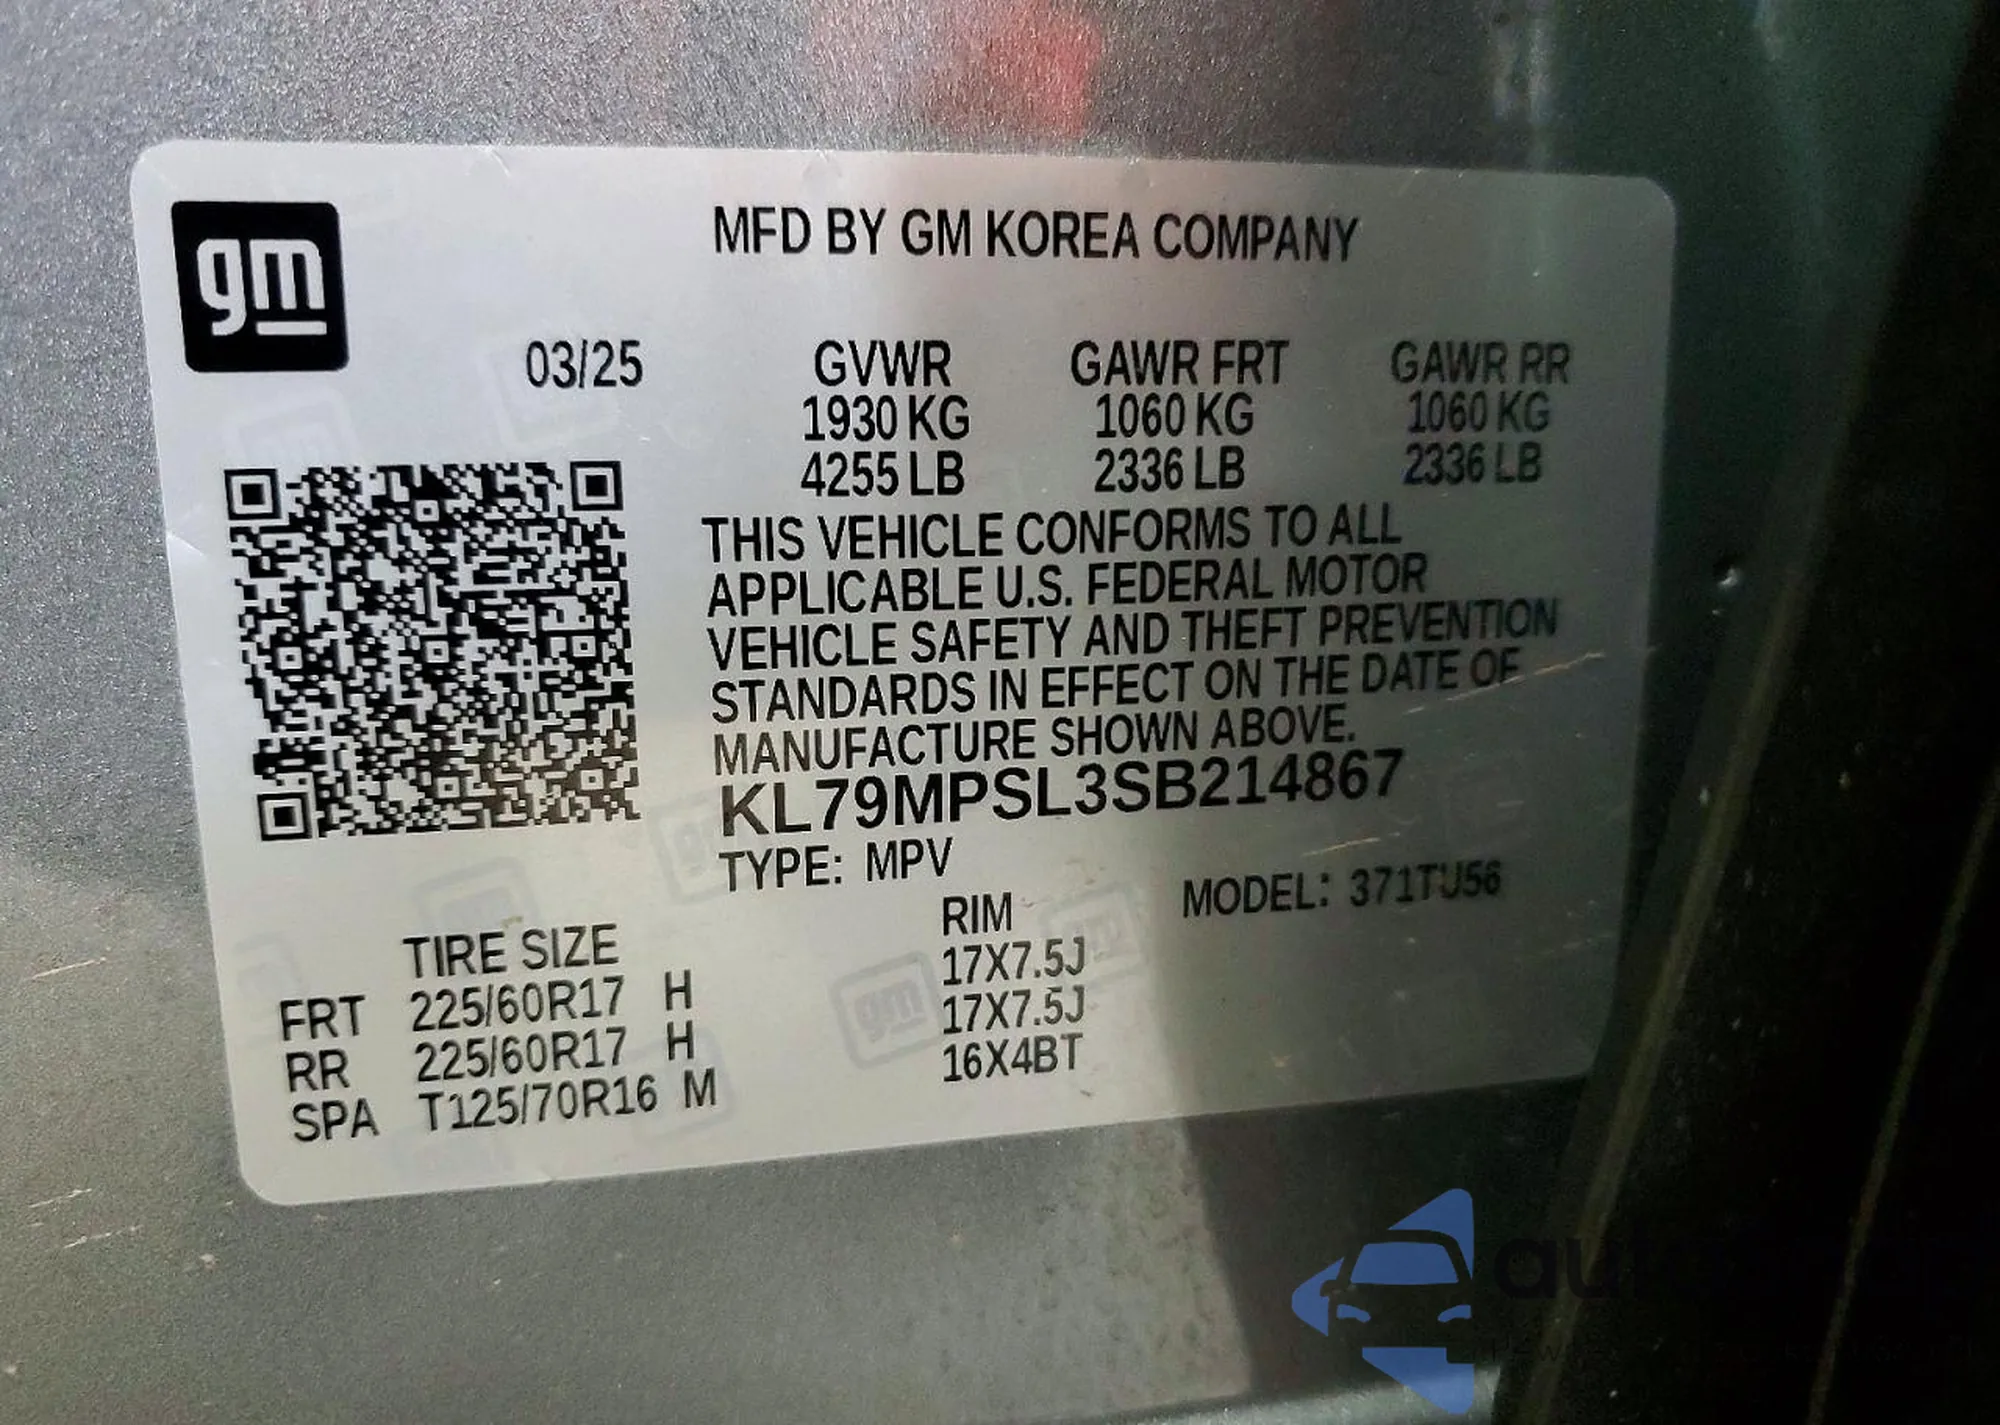 gm
MFD BY GM KOREA COMPANY
03/25 GVWR GAWR FRT GAWR RR
1930 KG 1060 KG 1060 KG
4255 LB 2336 LB 2336 LB
THIS VEHICLE CONFORMS TO ALL
APPLICABLE U.S. FEDERAL MOTOR
VEHICLE SAFETY AND THEFT PREVENTION
STANDARDS IN EFFECT ON THE DATE OF
MANUFACTURE SHOWN ABOVE.
KL79MPSL3SB214867
TYPE: MPV MODEL: 371TU56
TIRE SIZE RIM
FRT 225/60R17 H 17X7.5J
RR 225/60R17 H 17X7.5J
SPA T125/70R16 M 16X4BT